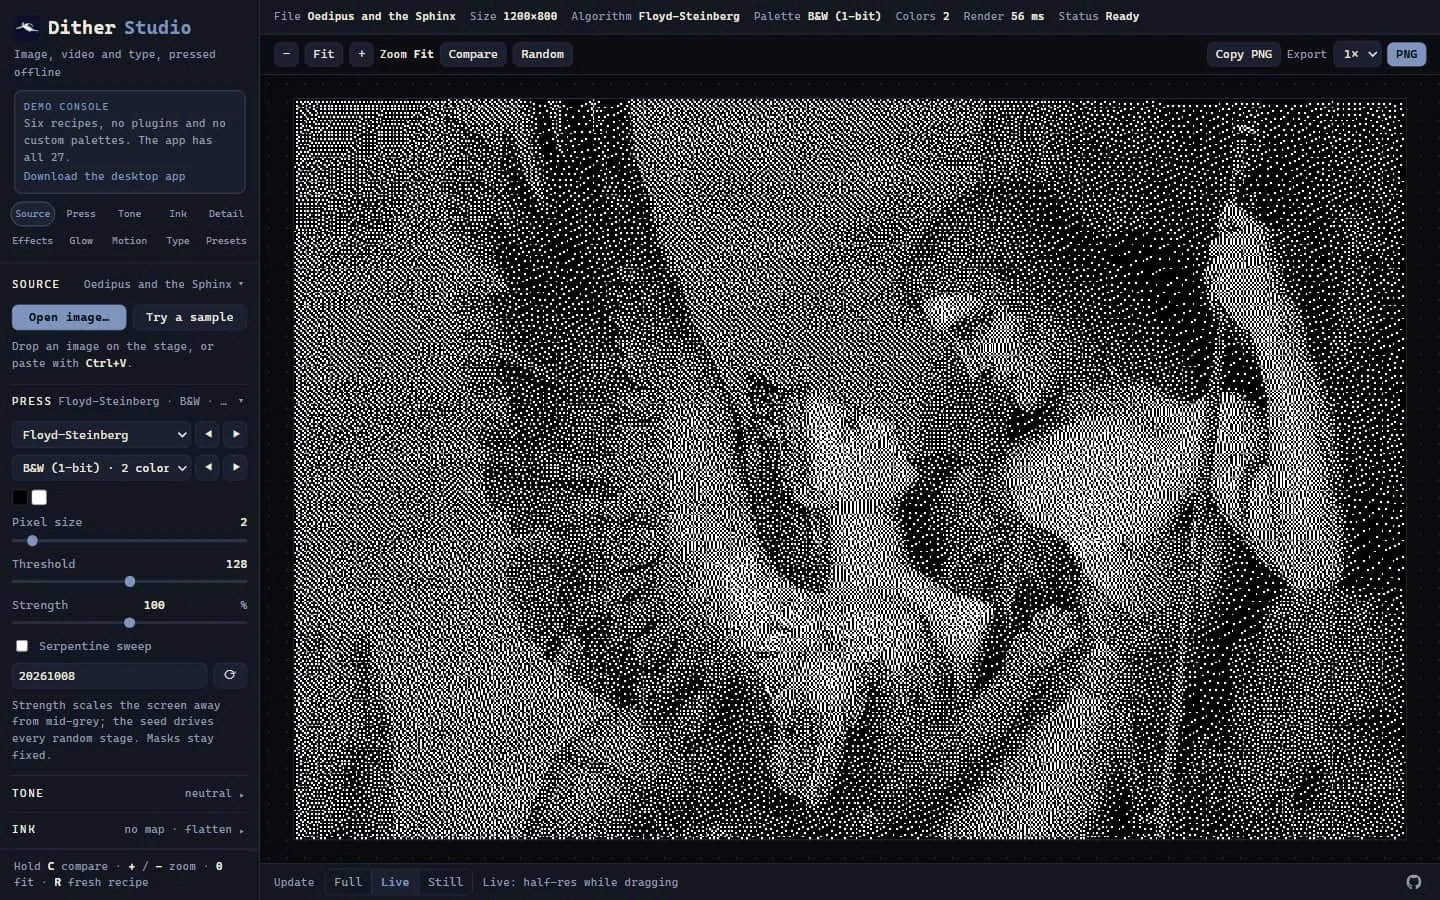 Dither Studio
Image, video and type, pressed
offline
DEMO CONSOLE
Six recipes, no plugins and no
custom palettes. The app has
all 27.
Download the desktop app
Source Press Tone Ink Detail
Effects Glow Motion Type Presets
SOURCE Oedipus and the Sphinx
Open image… Try a sample
Drop an image on the stage, or
paste with Ctrl+V.
PRESS Floyd-Steinberg · B&W · …
Floyd-Steinberg
B&W (1-bit) · 2 color
Pixel size 2
Threshold 128
Strength 100 %
Serpentine sweep
20261008
Strength scales the screen away
from mid-grey; the seed drives
every random stage. Masks stay
fixed.
TONE neutral
INK no map · flatten
Hold C compare · + / − zoom · 0
fit · R fresh recipe
File Oedipus and the Sphinx Size 1200×800 Algorithm Floyd-Steinberg Palette B&W (1-bit) Colors 2 Render 56 ms Status Ready
− Fit + Zoom Fit Compare Random Copy PNG Export 1× PNG
Update Full Live Still Live: half-res while dragging